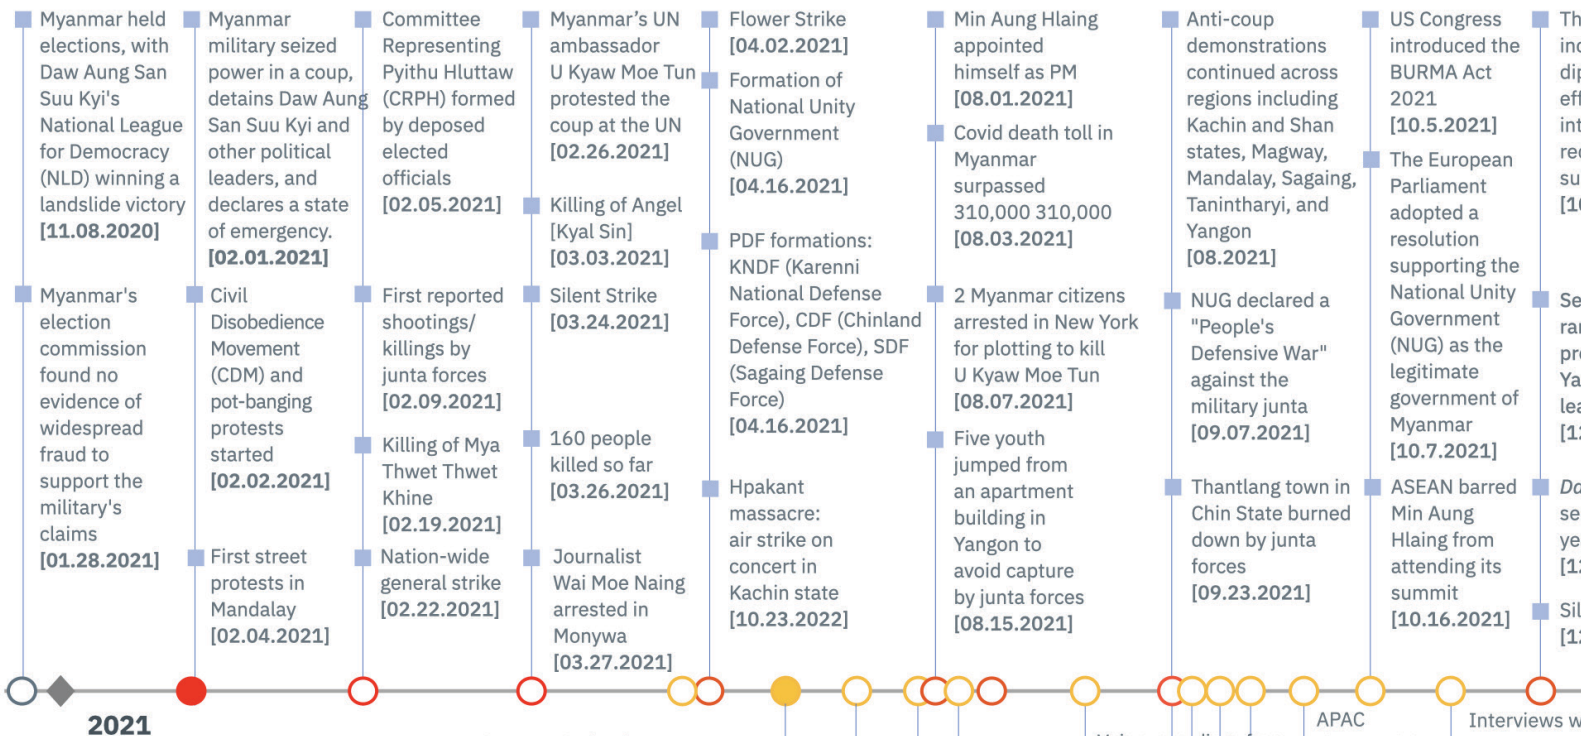 Myanmar held
elections, with
Daw Aung San
Suu Kyi's
National League
for Democracy
(NLD) winning a
landslide victory
[11.08.2020]
Myanmar's
election
commission
found no
evidence of
widespread
fraud to
support the
military's
claims
[01.28.2021]
Myanmar
military seized
power in a coup,
detains Daw Aung
San Suu Kyi and
other political
leaders, and
declares a state
of emergency.
[02.01.2021]
Civil
Disobedience
Movement
(CDM) and
pot-banging
protests
started
[02.02.2021]
First street
protests in
Mandalay
[02.04.2021]
Committee
Representing
Pyithu Hluttaw
(CRPH) formed
by deposed
elected
officials
[02.05.2021]
First reported
shootings/
killings by
junta forces
[02.09.2021]
Killing of Mya
Thwet Thwet
Khine
[02.19.2021]
Nation-wide
general strike
[02.22.2021]
Myanmar's UN
ambassador
U Kyaw Moe Tun
protested the
coup at the UN
[02.26.2021]
Killing of Angel
[Kyal Sin]
[03.03.2021]
Silent Strike
[03.24.2021]
160 people
killed so far
[03.26.2021]
Journalist
Wai Moe Naing
arrested in
Monywa
[03.27.2021]
Flower Strike
[04.02.2021]
Formation of
National Unity
Government
(NUG)
[04.16.2021]
PDF formations:
KNDF (Karenni
National Defense
Force), CDF (Chinland
Defense Force), SDF
(Sagaing Defense
Force)
[04.16.2021]
Hpakant
massacre:
air strike on
concert in
Kachin state
[10.23.2022]
Min Aung Hlaing
appointed
himself as PM
[08.01.2021]
Covid death toll in
Myanmar
surpassed
310,000 310,000
[08.03.2021]
2 Myanmar citizens
arrested in New York
for plotting to kill
U Kyaw Moe Tun
[08.07.2021]
Five youth
jumped from
an apartment
building in
Yangon to
avoid capture
by junta forces
[08.15.2021]
Anti-coup
demonstrations
continued across
regions including
Kachin and Shan
states, Magway,
Mandalay, Sagaing,
Tanintharyi, and
Yangon
[08.2021]
NUG declared a
"People's
Defensive War"
against the
military junta
[09.07.2021]
Thantlang town in
Chin State burned
down by junta
forces
[09.23.2021]
US Congress
introduced the
BURMA Act
2021
[10.5.2021]
The European
Parliament
adopted a
resolution
supporting the
National Unity
Government
(NUG) as the
legitimate
government of
Myanmar
[10.7.2021]
ASEAN barred
Min Aung
Hlaing from
attending its
summit
[10.16.2021]
2021
APAC
Interviews